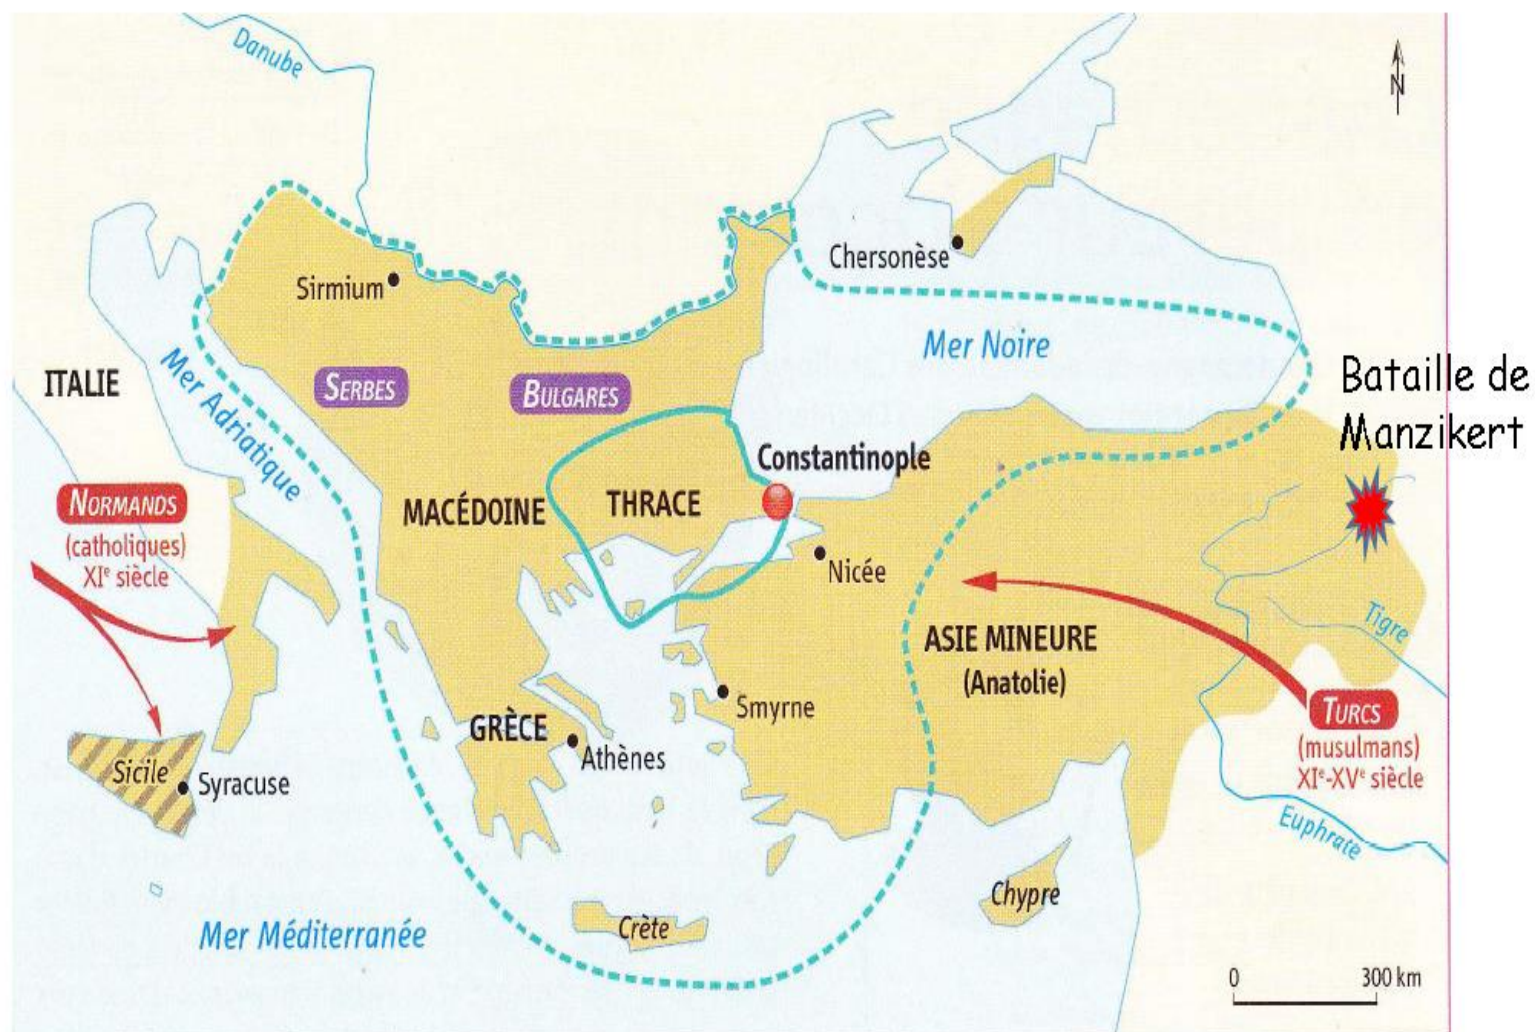 Danube
N
Chersonèse
Sirmium
Mer Noire
Bataille de
Manzikert
ITALIE
Mer Adriatique
SERBES
BULGARES
Constantinople
NORMANDS
(catholiques)
XIe siècle
MACÉDOINE
THRACE
Nicée
Tigre
ASIE MINEURE
(Anatolie)
Smyrne
TURCS
(musulmans)
XIe-XVe siècle
GRÈCE
Athènes
Sicile
Syracuse
Euphrate
Chypre
Crète
Mer Méditerranée
0
300 km